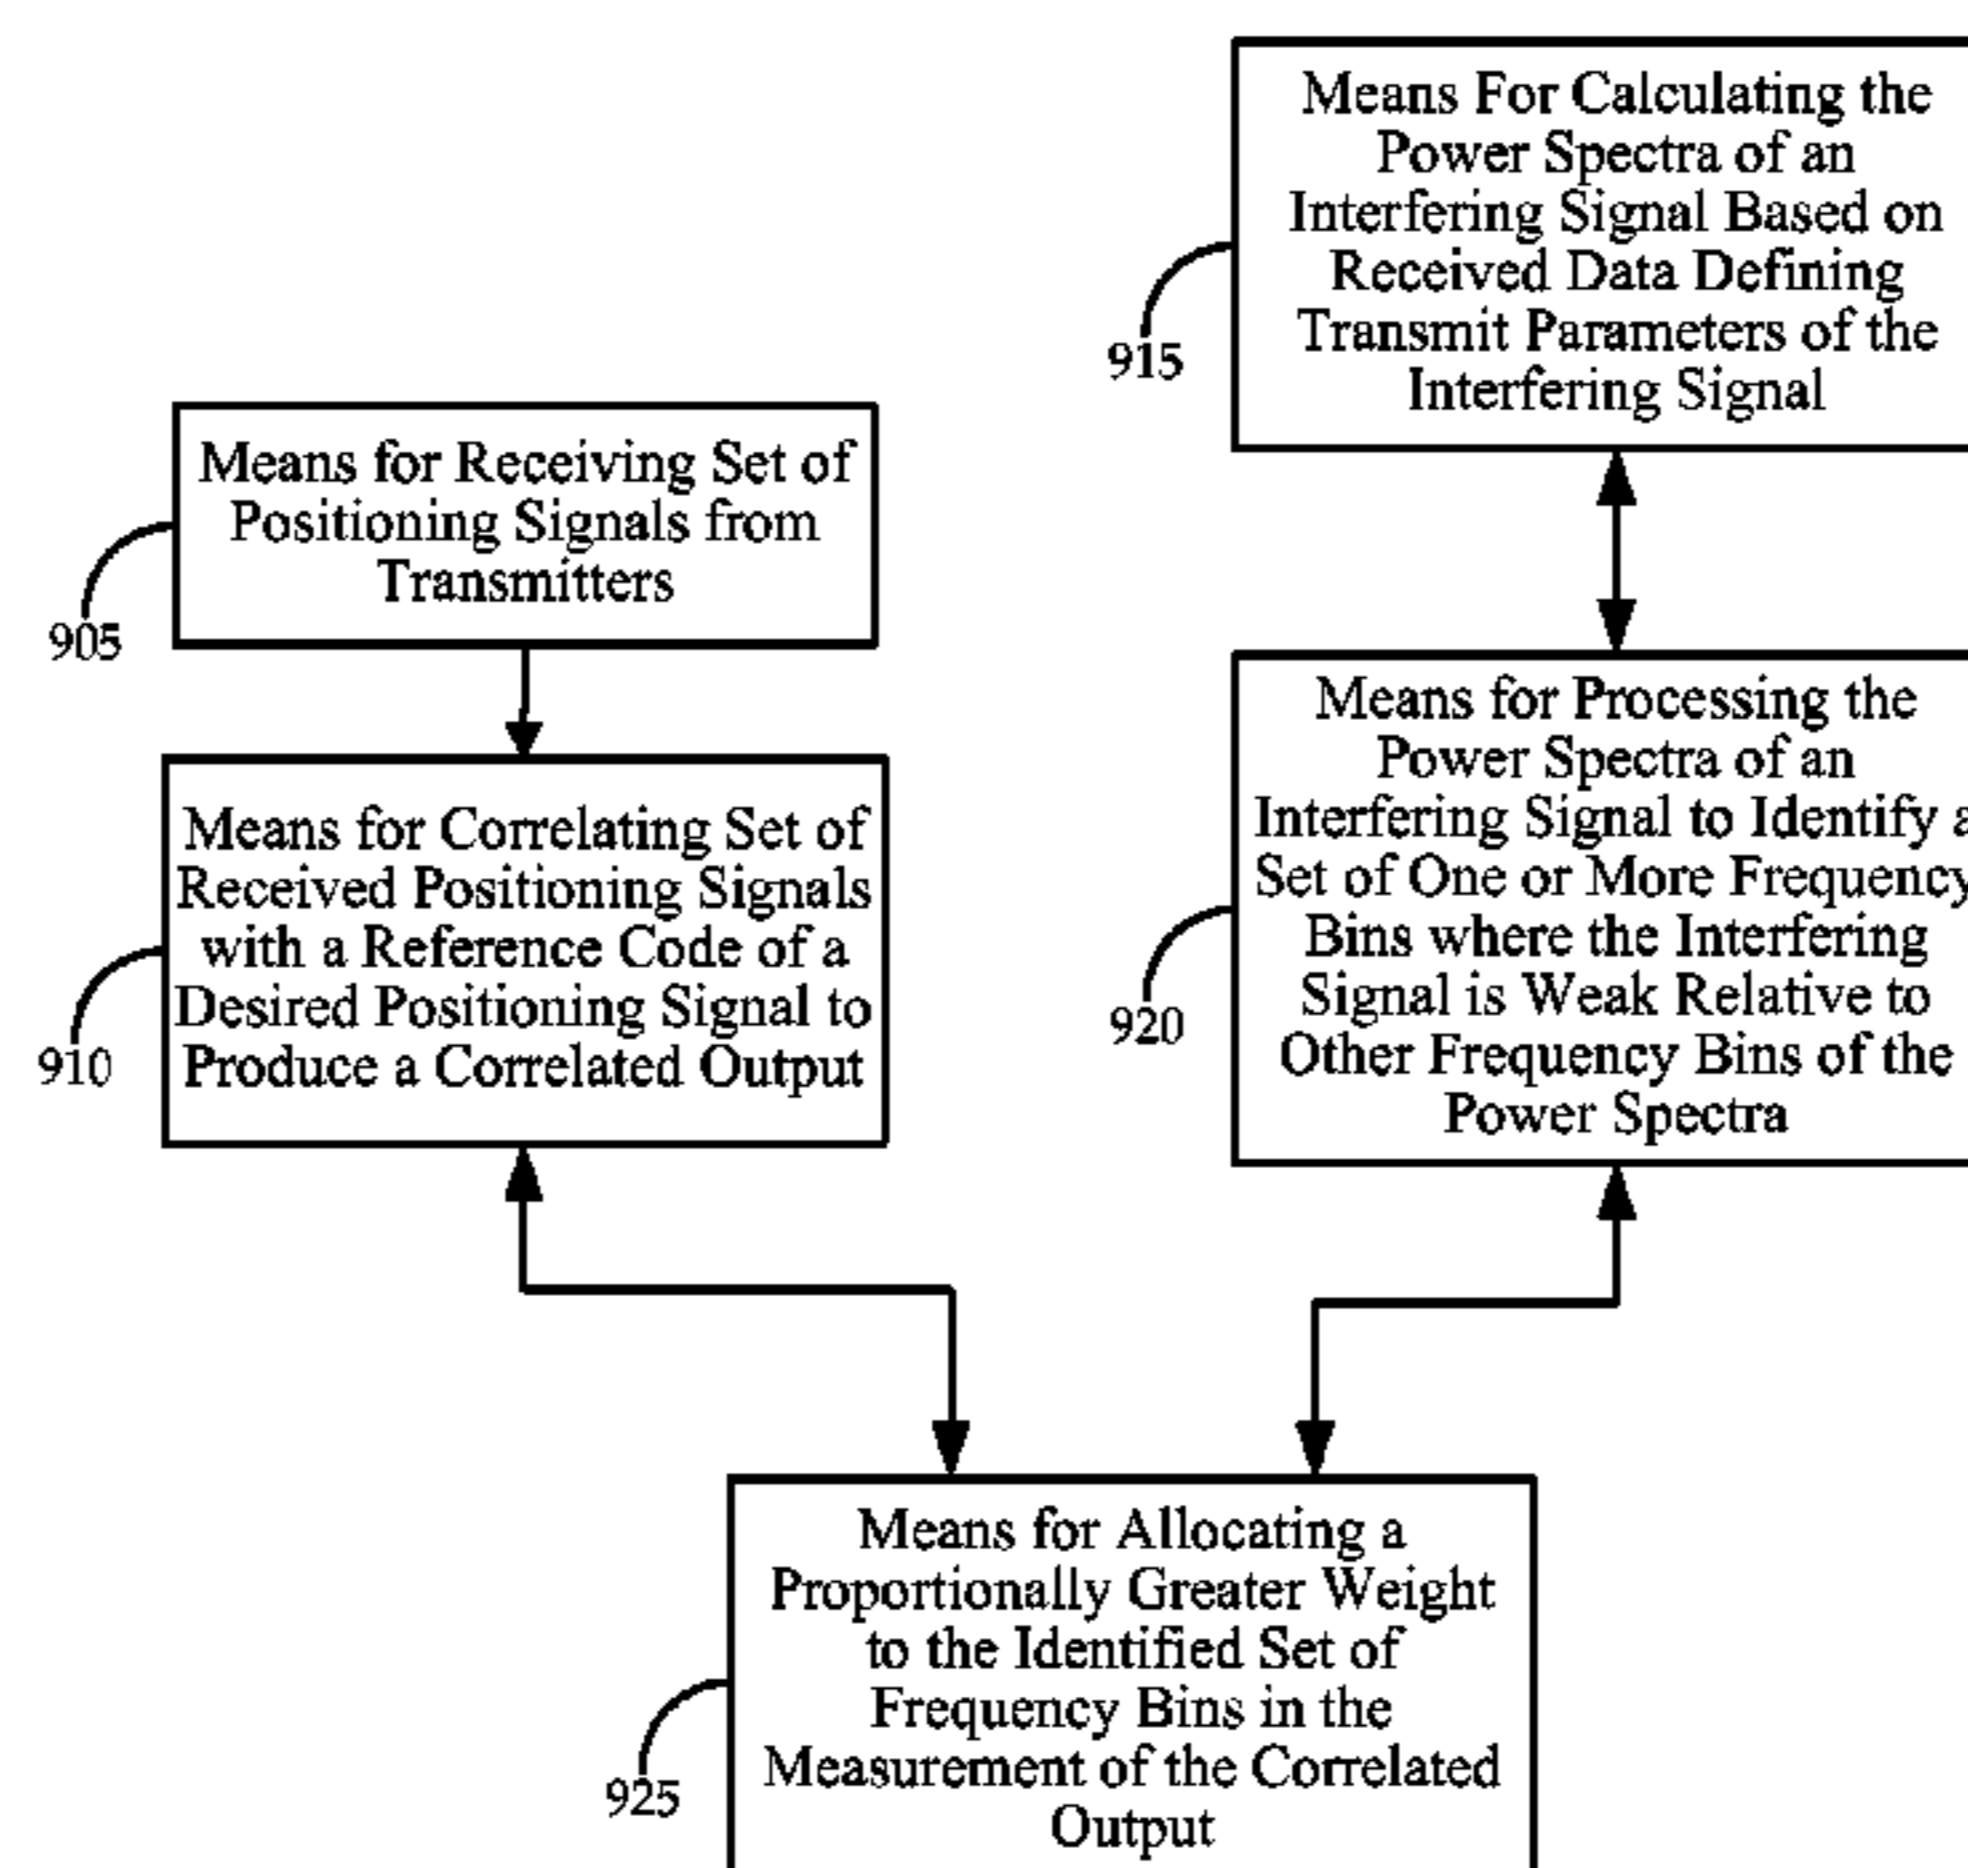 Means For Calculating the
Power Spectra of an
Interfering Signal Based on
Received Data Defining
Transmit Parameters of the
Interfering Signal
915
Means for Receiving Set of
Positioning Signals from
Transmitters
905
Means for Correlating Set of
Received Positioning Signals
with a Reference Code of a
Desired Positioning Signal to
Produce a Correlated Output
910
Means for Processing the
Power Spectra of an
Interfering Signal to Identify a
Set of One or More Frequency
Bins where the Interfering
Signal is Weak Relative to
Other Frequency Bins of the
Power Spectra
920
Means for Allocating a
Proportionally Greater Weight
to the Identified Set of
Frequency Bins in the
Measurement of the Correlated
Output
925